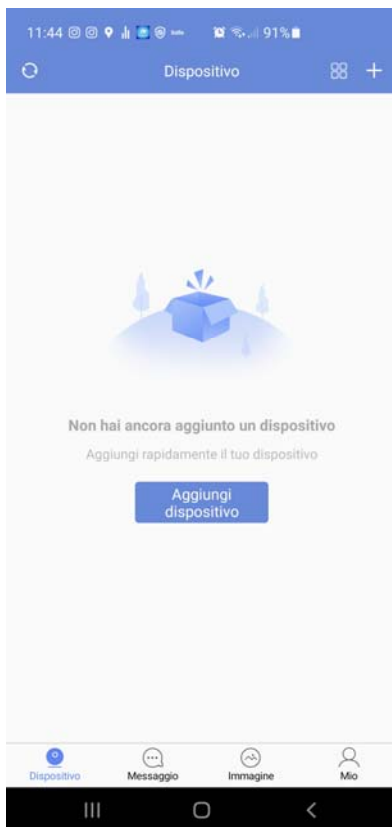 11:44 91%
Dispositivo
Non hai ancora aggiunto un dispositivo
Aggiungi rapidamente il tuo dispositivo
Aggiungi
dispositivo
Dispositivo Messaggio Immagine Mio